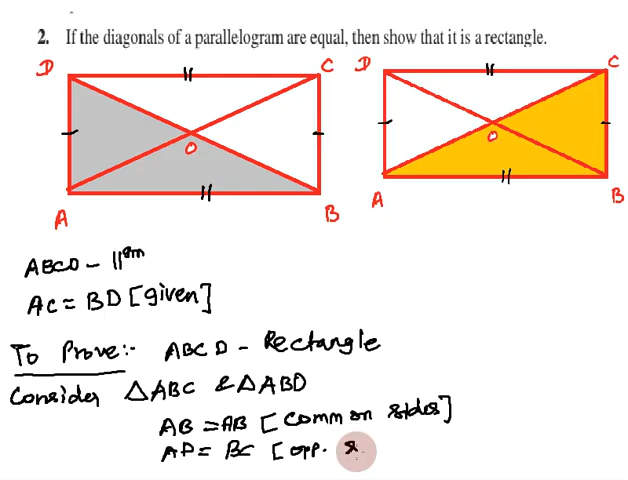 2. If the diagonals of a parallelogram are equal, then show that it is a rectangle.
D C D C
O O
A B A B
ABCD - ||gm
AC = BD [given]
To Prove:- ABCD - Rectangle
Consider △ABC & △ABD
AB = AB [Common sides]
AD = BC [opp. s